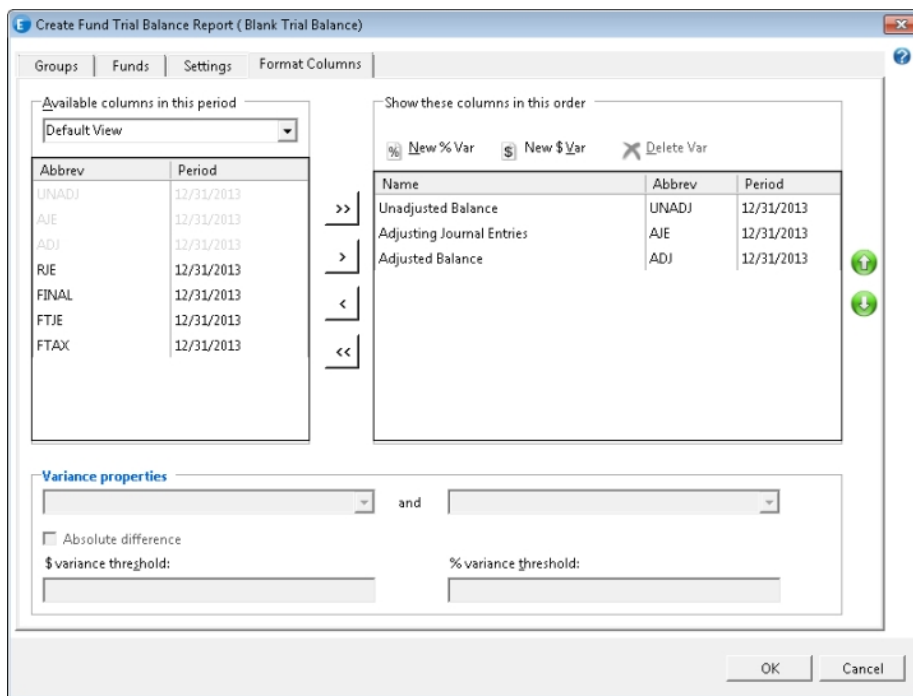 Create Fund Trial Balance Report ( Blank Trial Balance)
Groups Funds Settings Format Columns
Available columns in this period
Default View
Abbrev Period
UNADJ 12/31/2013
AJE 12/31/2013
ADJ 12/31/2013
RJE 12/31/2013
FINAL 12/31/2013
FTJE 12/31/2013
FTAX 12/31/2013
>>
>
<
<<
Show these columns in this order
New % Var New $ Var Delete Var
Name Abbrev Period
Unadjusted Balance UNADJ 12/31/2013
Adjusting Journal Entries AJE 12/31/2013
Adjusted Balance ADJ 12/31/2013
Variance properties
and
Absolute difference
$ variance threshold: % variance threshold:
OK Cancel